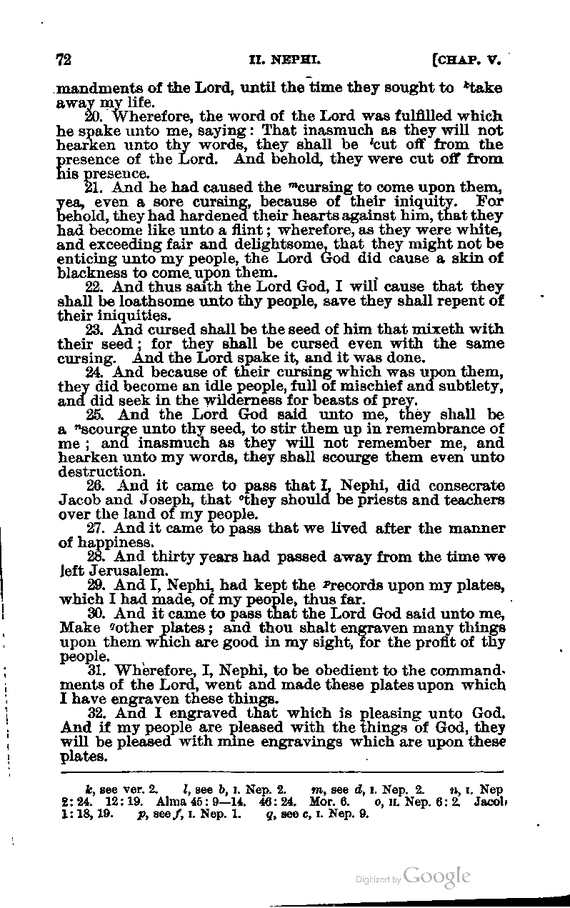 72 II. NEPHI. [CHAP. V.
mandments of the Lord, until the time they sought to ᵏtake
away my life.
20. Wherefore, the word of the Lord was fulfilled which
he spake unto me, saying: That inasmuch as they will not
hearken unto thy words, they shall be ˡcut off from the
presence of the Lord. And behold, they were cut off from
his presence.
21. And he had caused the ᵐcursing to come upon them,
yea, even a sore cursing, because of their iniquity. For
behold, they had hardened their hearts against him, that they
had become like unto a flint; wherefore, as they were white,
and exceeding fair and delightsome, that they might not be
enticing unto my people, the Lord God did cause a skin of
blackness to come upon them.
22. And thus saith the Lord God, I will cause that they
shall be loathsome unto thy people, save they shall repent of
their iniquities.
23. And cursed shall be the seed of him that mixeth with
their seed; for they shall be cursed even with the same
cursing. And the Lord spake it, and it was done.
24. And because of their cursing which was upon them,
they did become an idle people, full of mischief and subtlety,
and did seek in the wilderness for beasts of prey.
25. And the Lord God said unto me, they shall be
a ⁿscourge unto thy seed, to stir them up in remembrance of
me; and inasmuch as they will not remember me, and
hearken unto my words, they shall scourge them even unto
destruction.
26. And it came to pass that I, Nephi, did consecrate
Jacob and Joseph, that ᵒthey should be priests and teachers
over the land of my people.
27. And it came to pass that we lived after the manner
of happiness.
28. And thirty years had passed away from the time we
left Jerusalem.
29. And I, Nephi, had kept the ᵖrecords upon my plates,
which I had made, of my people, thus far.
30. And it came to pass that the Lord God said unto me,
Make qother plates; and thou shalt engraven many things
upon them which are good in my sight, for the profit of thy
people.
31. Wherefore, I, Nephi, to be obedient to the command-
ments of the Lord, went and made these plates upon which
I have engraven these things.
32. And I engraved that which is pleasing unto God.
And if my people are pleased with the things of God, they
will be pleased with mine engravings which are upon these
plates.
k, see ver. 2. l, see b, I. Nep. 2. m, see d, I. Nep. 2. n, I. Nep
2: 24. 12: 19. Alma 45: 9—14. 46: 24. Mor. 6. o, II. Nep. 6: 2. Jacob
1: 18, 19. p, see f, I. Nep. 1. q, see c, I. Nep. 9.
Digitized by Google